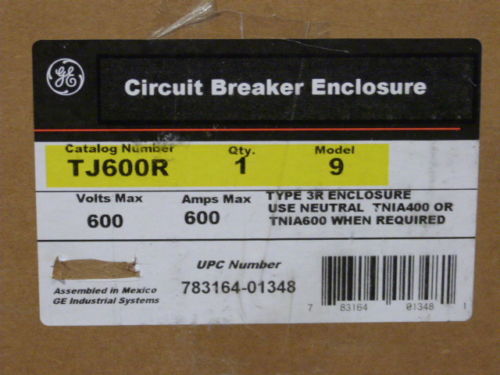 GE
Circuit Breaker Enclosure
Catalog Number Qty. Model
TJ600R 1 9
Volts Max Amps Max TYPE 3R ENCLOSURE
600 600 USE NEUTRAL TNIA400 OR
TNIA600 WHEN REQUIRED
UPC Number
Assembled in Mexico
GE Industrial Systems
783164-01348
7 83164 01348 1